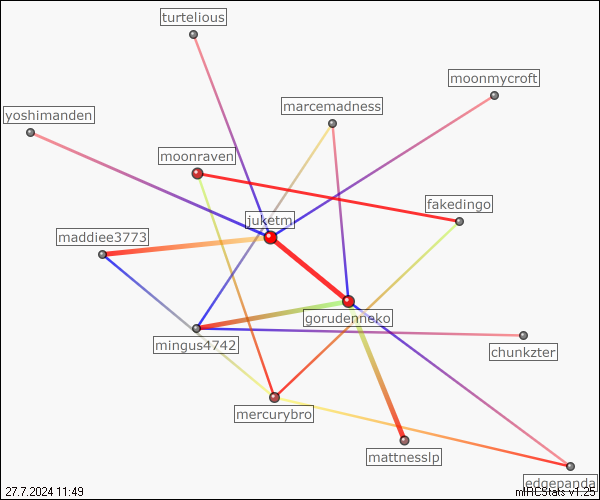 turtelious
moonmycroft
marcemadness
yoshimanden
moonraven
fakedingo
juketm
maddiee3773
gorudenneko
mingus4742
chunkzter
mercurybro
mattnesslp
edgepanda
27.7.2024 11:49
mIRCStats v1.25